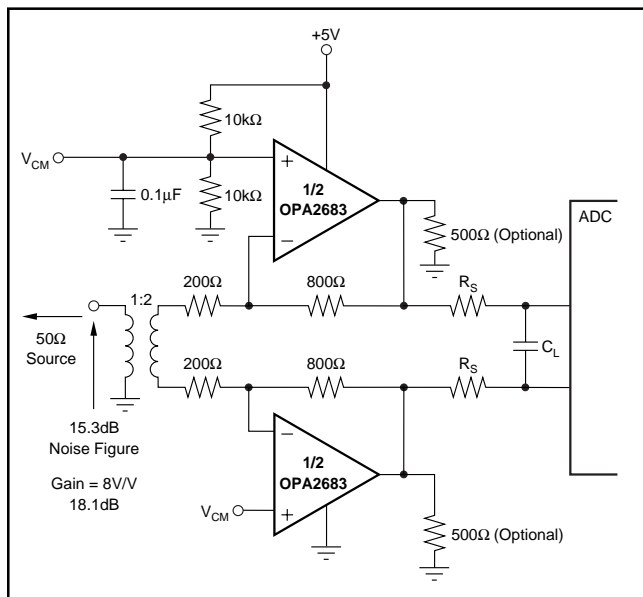 +5V
10kΩ
V_CM
+
0.1μF
10kΩ
1/2
OPA2683
−
500Ω (Optional)
ADC
1:2
200Ω
800Ω
R_S
50Ω
Source
C_L
200Ω
800Ω
R_S
15.3dB
Noise Figure
Gain = 8V/V
18.1dB
−
1/2
OPA2683
V_CM
+
500Ω (Optional)